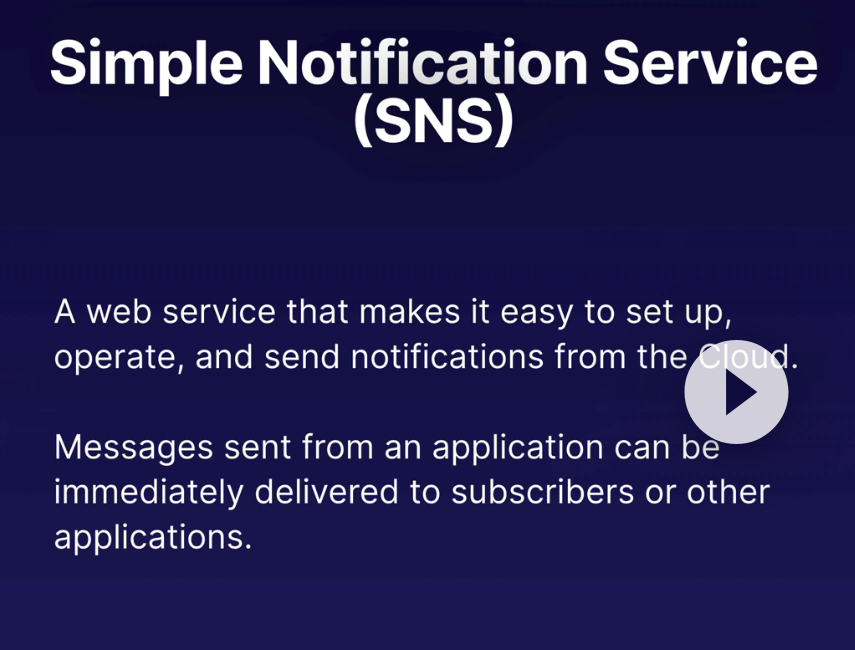 Simple Notification Service
(SNS)
A web service that makes it easy to set up,
operate, and send notifications from the Cloud.
Messages sent from an application can be
immediately delivered to subscribers or other
applications.